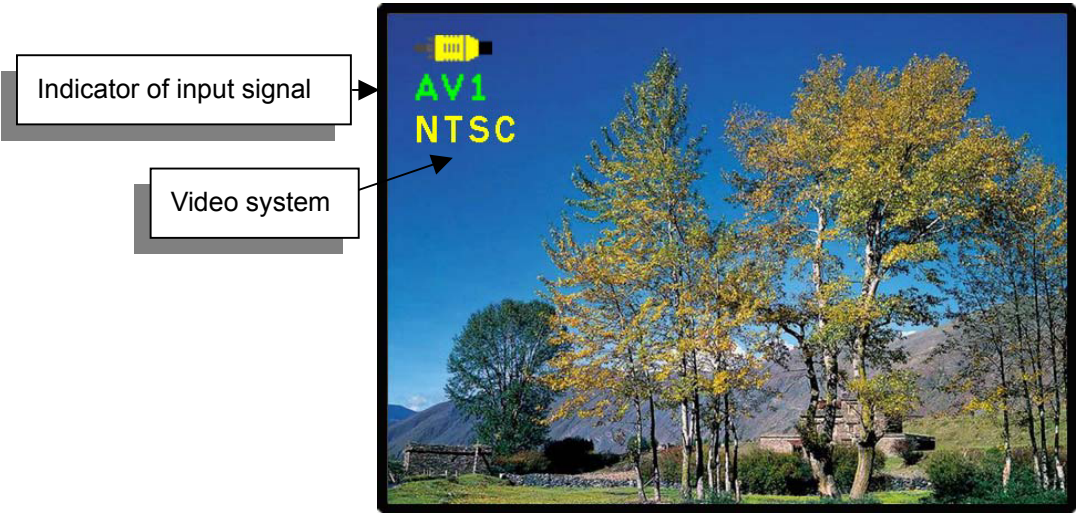 Indicator of input signal
AV1
NTSC
Video system